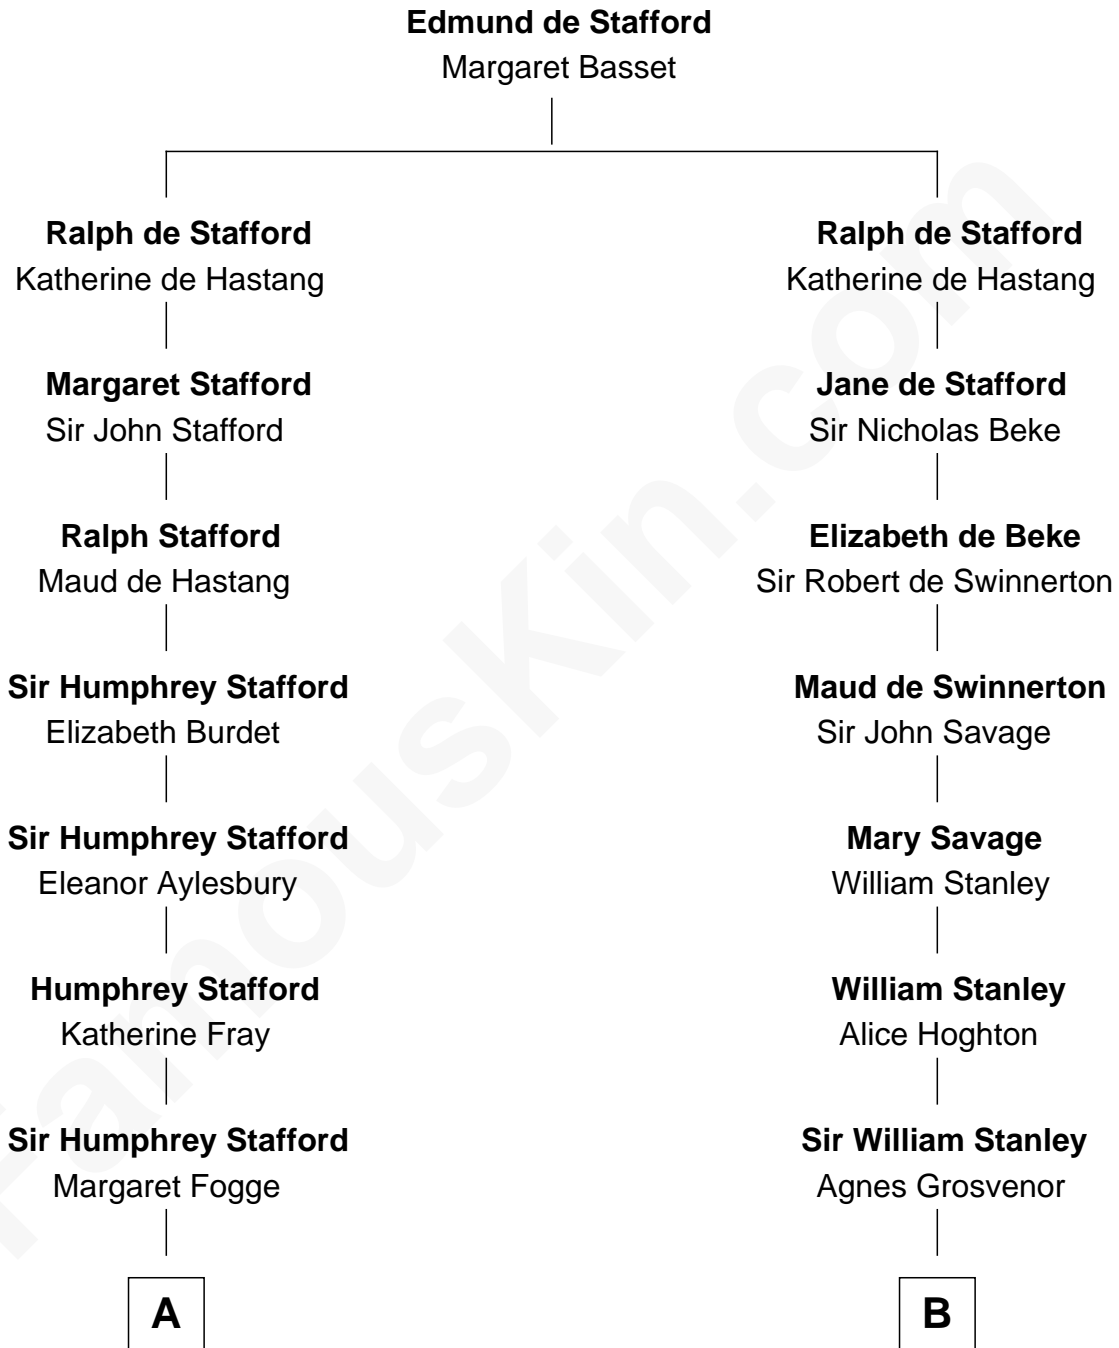 Edmund de Stafford
Margaret Basset
Ralph de Stafford
Katherine de Hastang
Margaret Stafford
Sir John Stafford
Ralph Stafford
Maud de Hastang
Sir Humphrey Stafford
Elizabeth Burdet
Sir Humphrey Stafford
Eleanor Aylesbury
Humphrey Stafford
Katherine Fray
Sir Humphrey Stafford
Margaret Fogge
A
Ralph de Stafford
Katherine de Hastang
Jane de Stafford
Sir Nicholas Beke
Elizabeth de Beke
Sir Robert de Swinnerton
Maud de Swinnerton
Sir John Savage
Mary Savage
William Stanley
William Stanley
Alice Hoghton
Sir William Stanley
Agnes Grosvenor
B
FamousKin.com